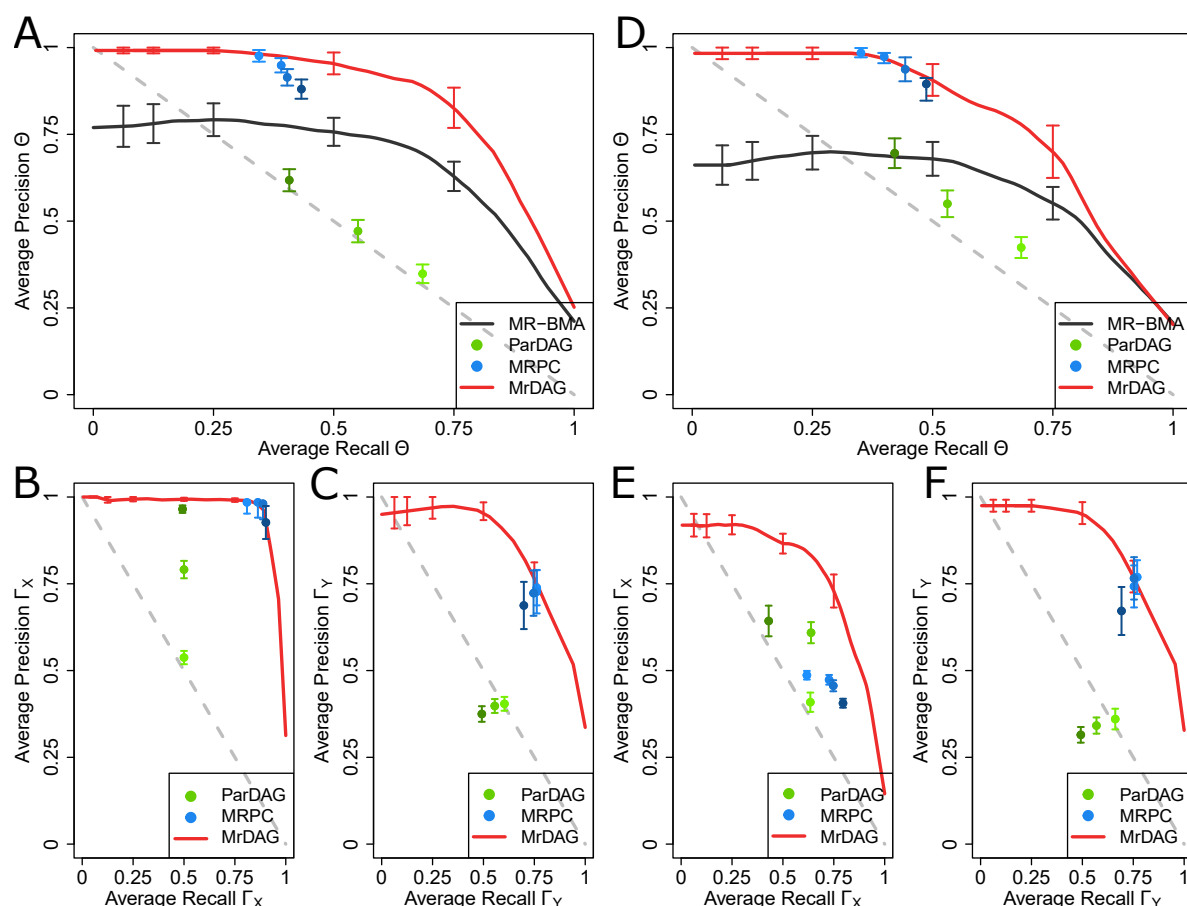 A
Average Precision Θ
1
0.75
0.5
0.25
0
0
0.25
0.5
0.75
1
Average Recall Θ
MR−BMA
ParDAG
MRPC
MrDAG
D
Average Precision Θ
1
0.75
0.5
0.25
0
0
0.25
0.5
0.75
1
Average Recall Θ
MR−BMA
ParDAG
MRPC
MrDAG
B
Average Precision Γ_X
1
0.75
0.5
0.25
0
0
0.25
0.5
0.75
1
Average Recall Γ_X
ParDAG
MRPC
MrDAG
C
Average Precision Γ_Y
1
0.75
0.5
0.25
0
0
0.25
0.5
0.75
1
Average Recall Γ_Y
ParDAG
MRPC
MrDAG
E
Average Precision Γ_X
1
0.75
0.5
0.25
0
0
0.25
0.5
0.75
1
Average Recall Γ_X
ParDAG
MRPC
MrDAG
F
Average Precision Γ_Y
1
0.75
0.5
0.25
0
0
0.25
0.5
0.75
1
Average Recall Γ_Y
ParDAG
MRPC
MrDAG